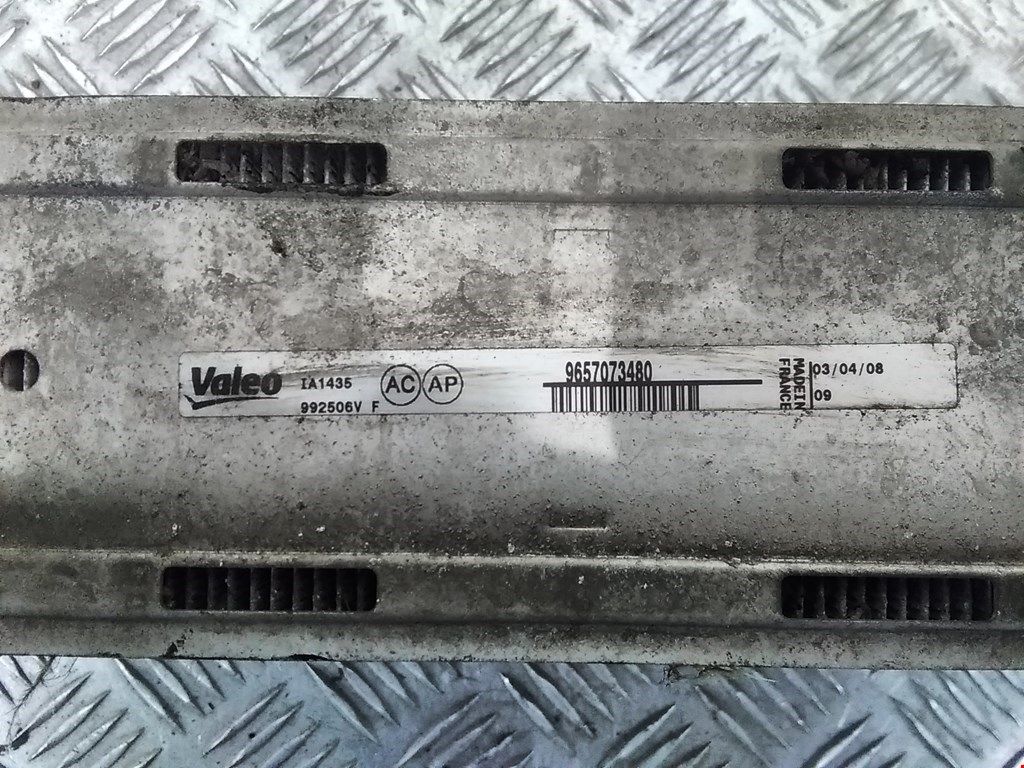 Valeo IA1435 AC AP
992506V F
9657073480
MADE IN
FRANCE
03/04/08
09